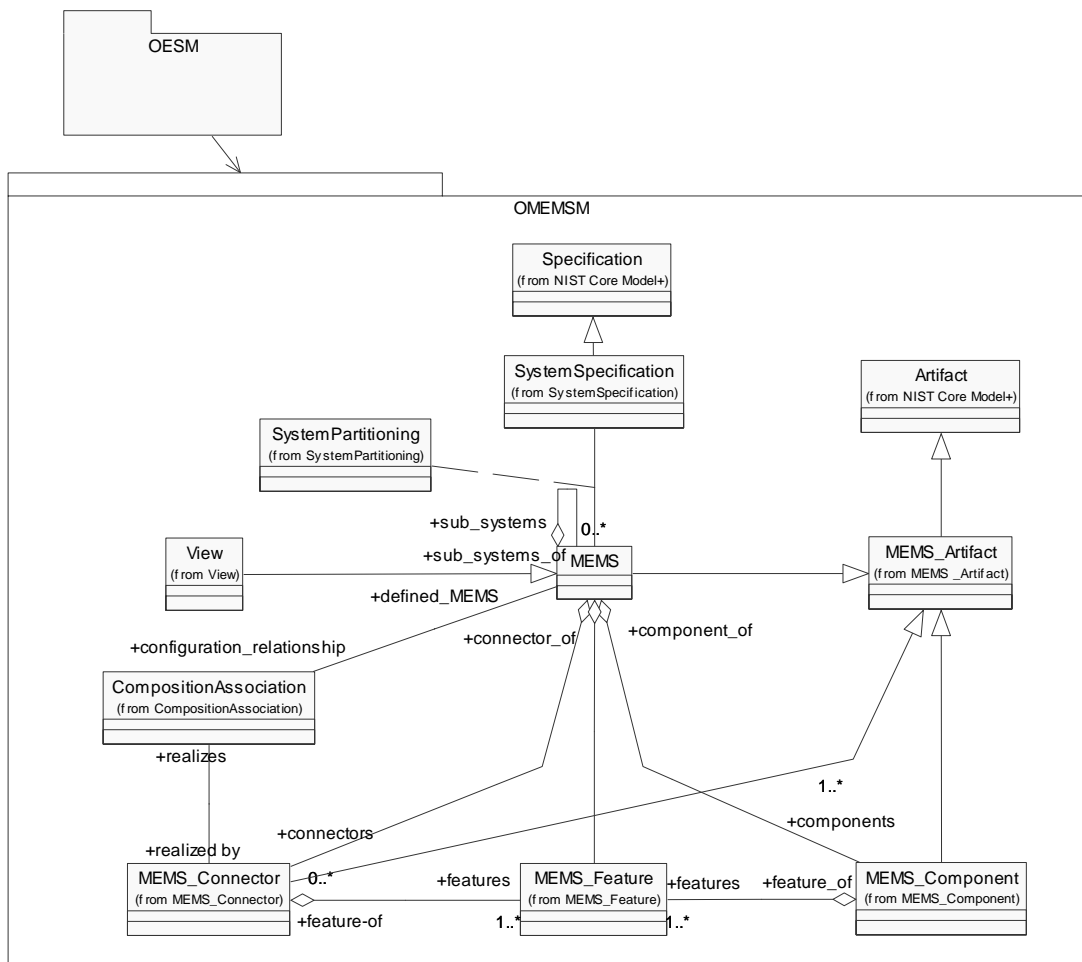 OESM
OMEMSM
Specification
(from NIST Core Model+)
SystemSpecification
(from SystemSpecification)
Artifact
(from NIST Core Model+)
SystemPartitioning
(from SystemPartitioning)
+sub_systems
0..*
+sub_systems_of
View
(from View)
MEMS
MEMS_Artifact
(from MEMS _Artifact)
+defined_MEMS
+connector_of
+component_of
+configuration_relationship
CompositionAssociation
(from CompositionAssociation)
+realizes
1..*
+connectors
+components
+realized by
MEMS_Connector
(from MEMS_Connector)
0..*
+features
MEMS_Feature
(from MEMS_Feature)
+features
+feature_of
MEMS_Component
(from MEMS_Component)
+feature-of
1..*
1..*